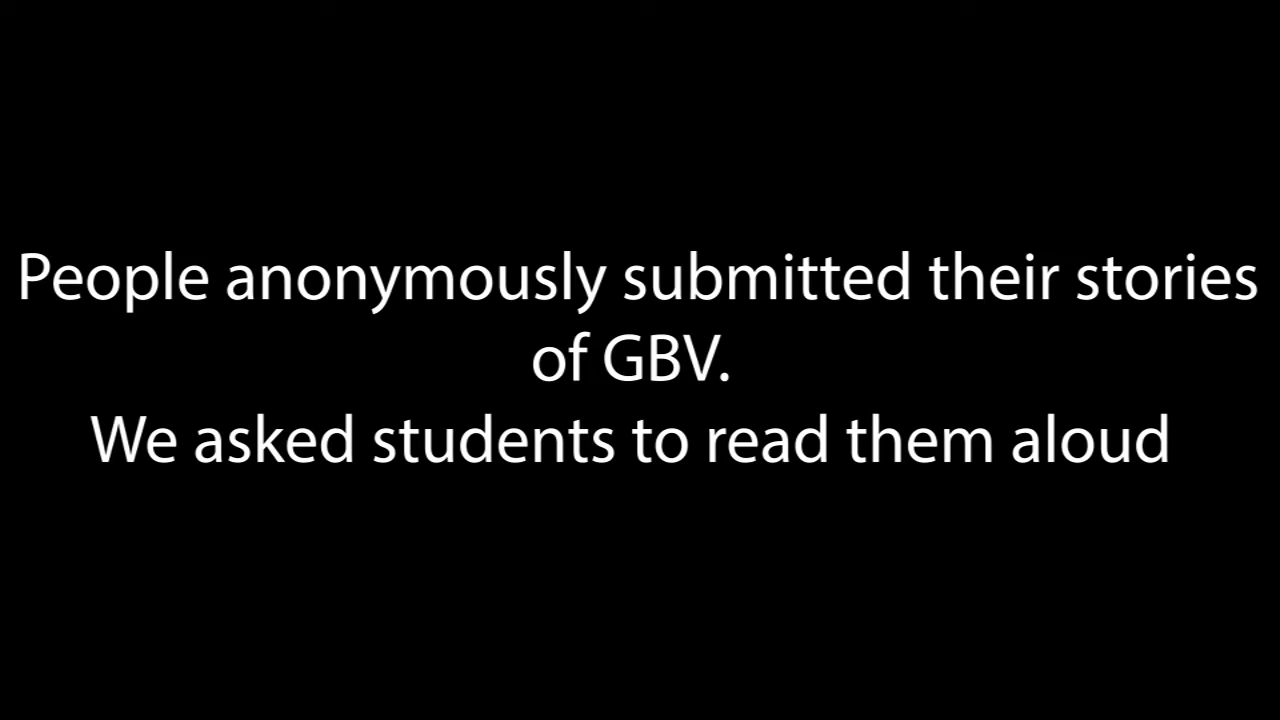 People anonymously submitted their stories
of GBV.
We asked students to read them aloud